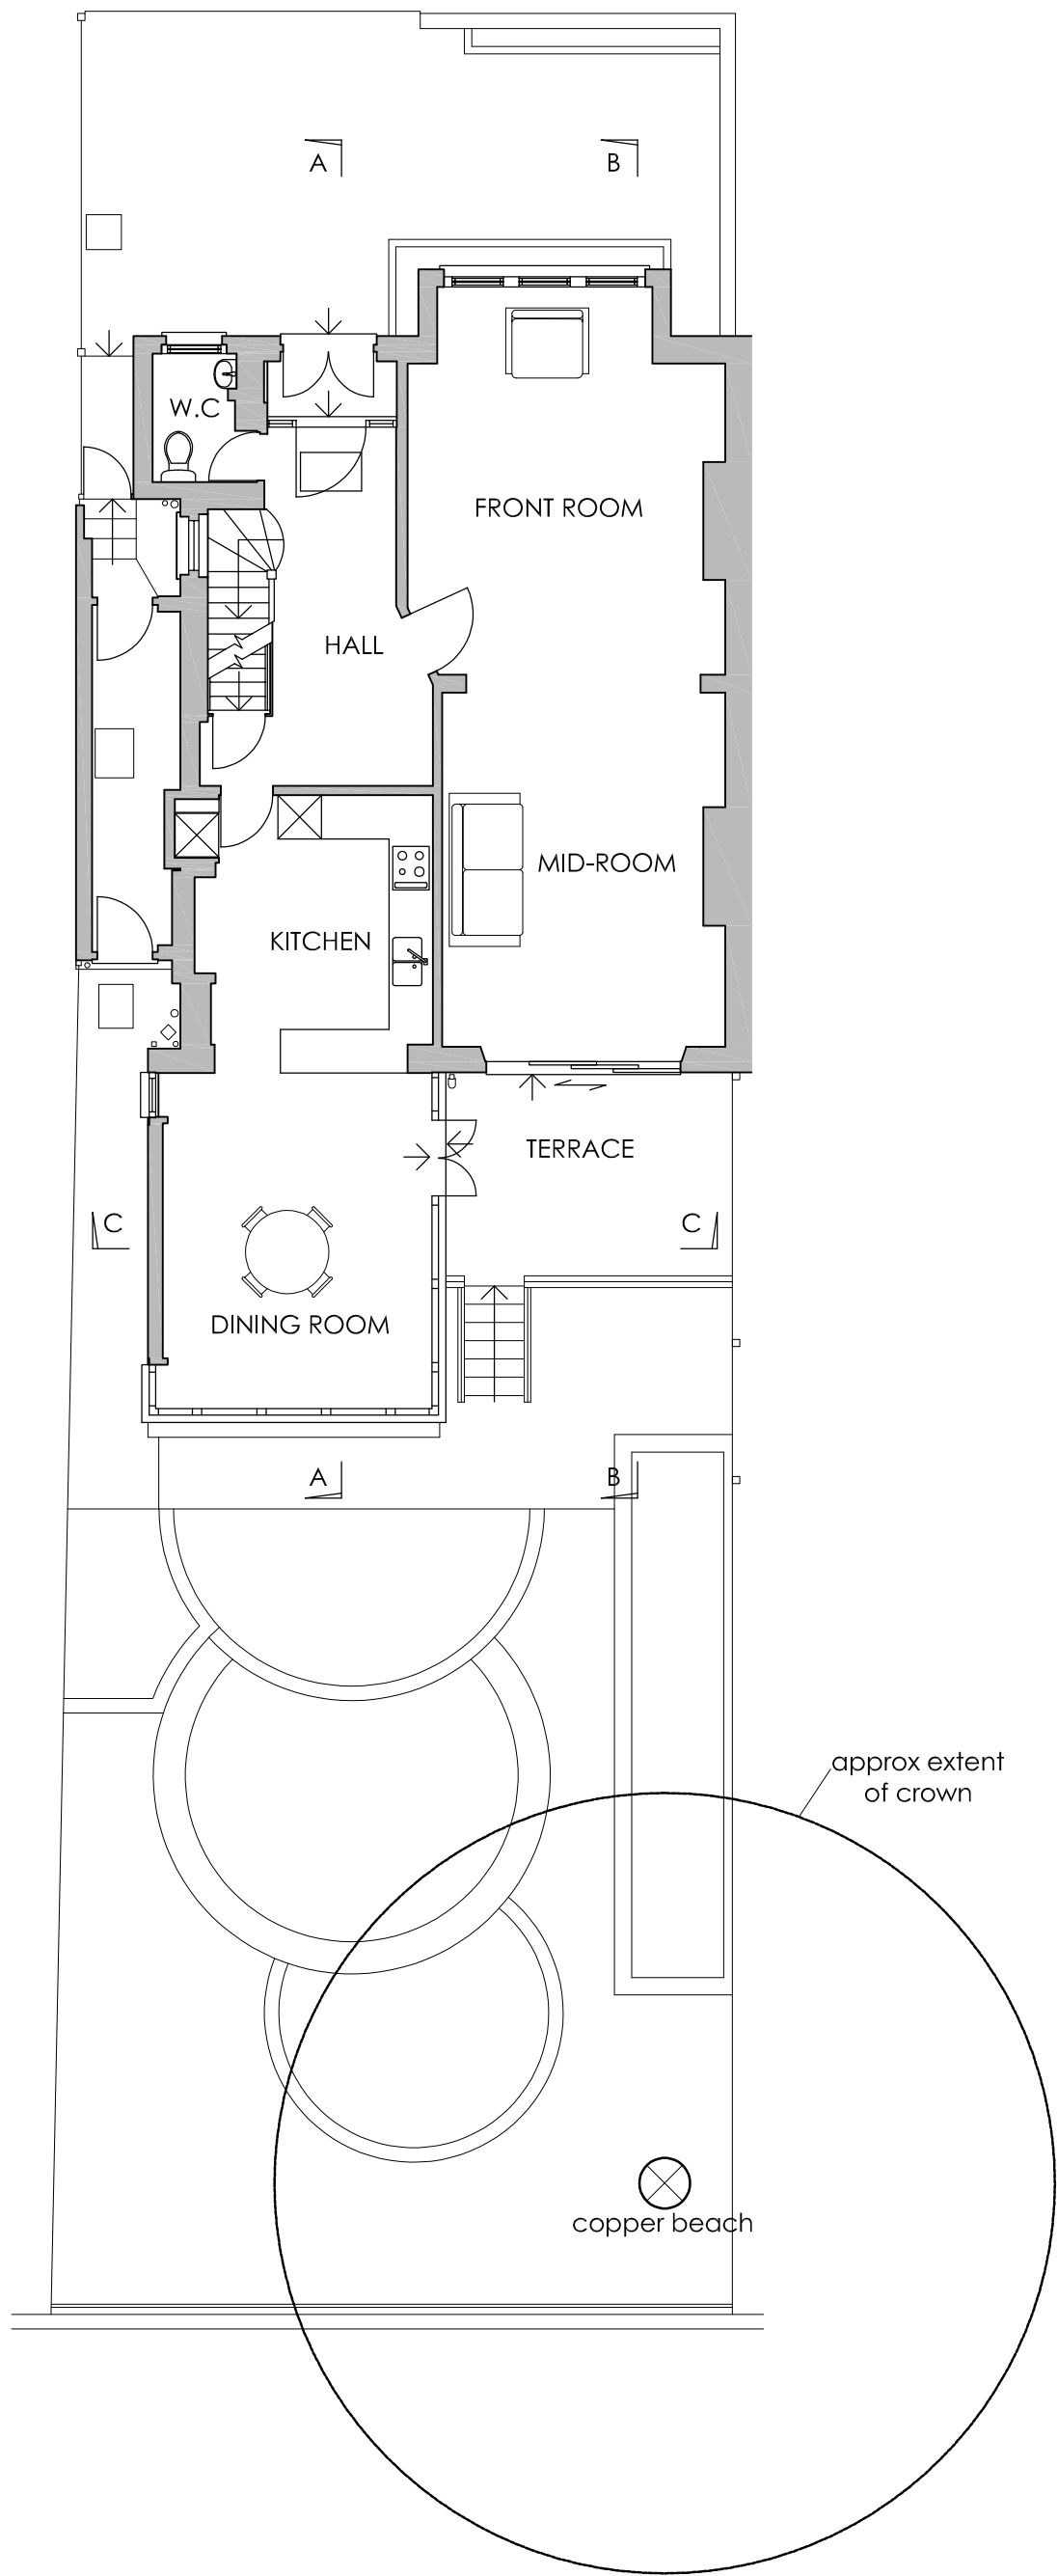 A
B
W.C
FRONT ROOM
HALL
MID-ROOM
KITCHEN
TERRACE
C
C
DINING ROOM
A
B
approx extent
of crown
copper beach